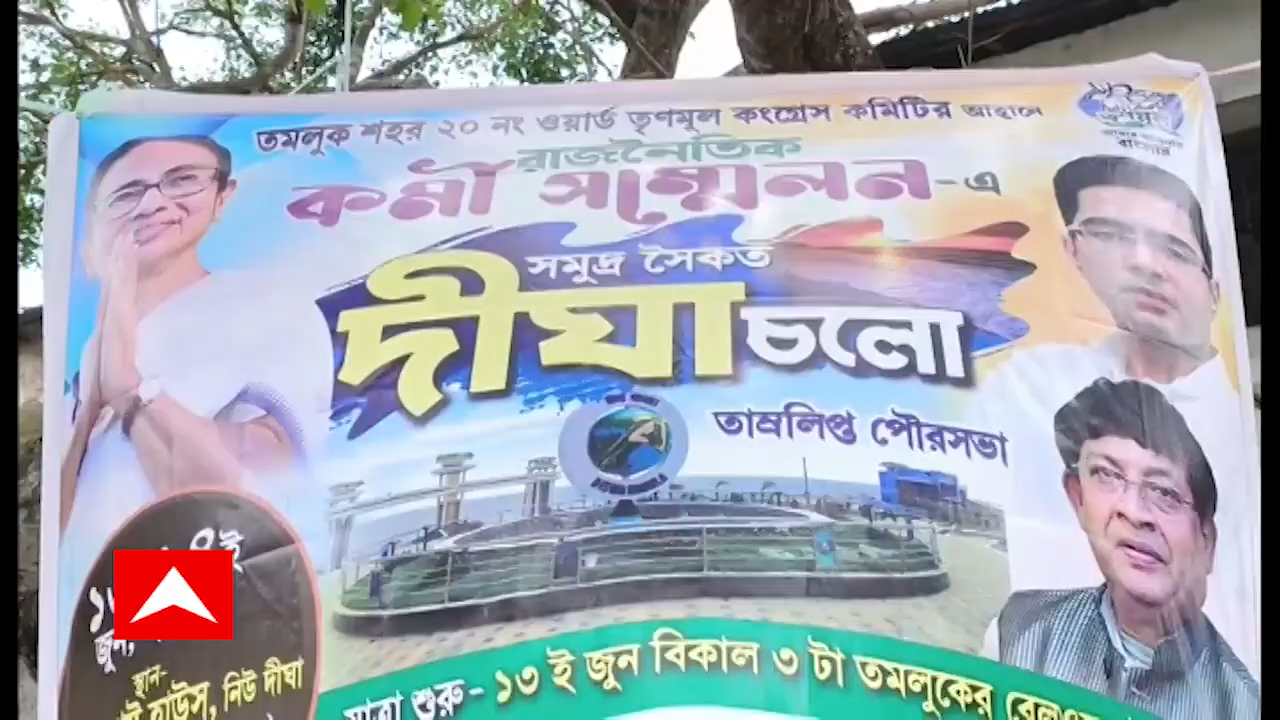 তমলুক শহর ২০ নং ওয়ার্ড তৃণমূল কংগ্রেস কমিটির আহ্বানে
রাজনৈতিক
কর্মী সম্মেলন-এ
সমুদ্র সৈকত
দীঘা চলো
তাম্রলিপ্ত পৌরসভা
জুন,
স্থান-
হাউস, নিউ দীঘা
যাত্রা শুরু- ১৩ ই জুন বিকাল ৩ টা তমলুকের